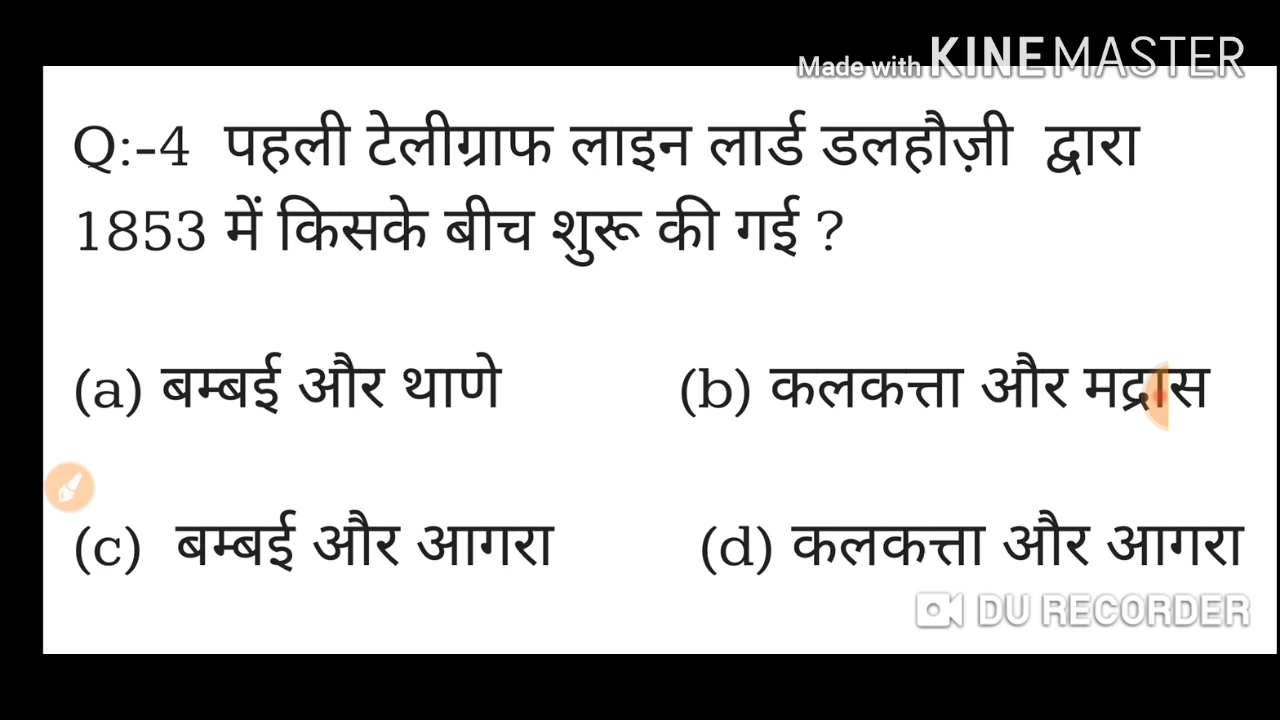 Made with KINEMASTER
Q:-4 पहली टेलीग्राफ लाइन लार्ड डलहौज़ी द्वारा
1853 में किसके बीच शुरू की गई ?
(a) बम्बई और थाणे (b) कलकत्ता और मद्रास
(c) बम्बई और आगरा (d) कलकत्ता और आगरा
DU RECORDER